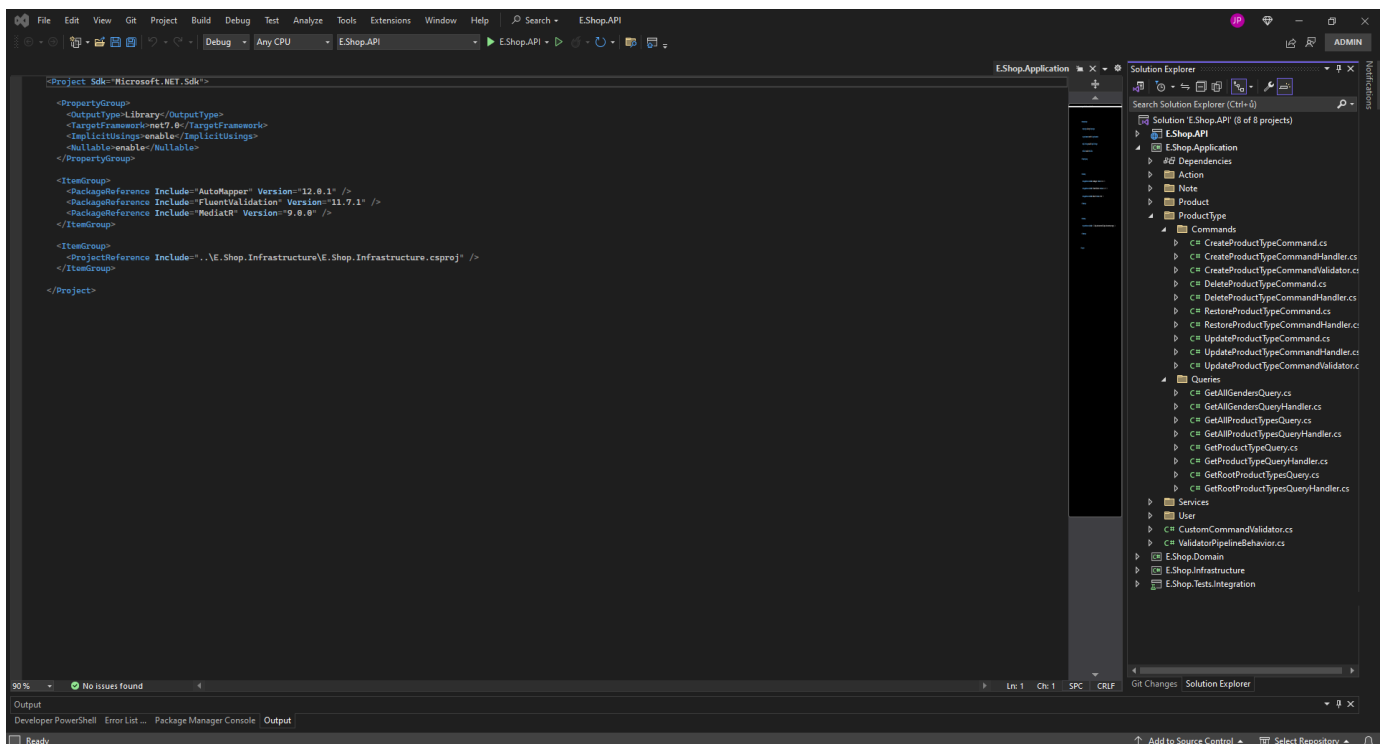 File Edit View Git Project Build Debug Test Analyze Tools Extensions Window Help Search E.Shop.API JP
Debug Any CPU E.Shop.API E.Shop.API ADMIN
E.Shop.Application
<Project Sdk="Microsoft.NET.Sdk">
<PropertyGroup>
<OutputType>Library</OutputType>
<TargetFramework>net7.0</TargetFramework>
<ImplicitUsings>enable</ImplicitUsings>
<Nullable>enable</Nullable>
</PropertyGroup>
<ItemGroup>
<PackageReference Include="AutoMapper" Version="12.0.1" />
<PackageReference Include="FluentValidation" Version="11.7.1" />
<PackageReference Include="MediatR" Version="9.0.0" />
</ItemGroup>
<ItemGroup>
<ProjectReference Include="..\E.Shop.Infrastructure\E.Shop.Infrastructure.csproj" />
</ItemGroup>
</Project>
90 % No issues found Ln: 1 Ch: 1 SPC CRLF
Solution Explorer
Search Solution Explorer (Ctrl+ů)
Solution 'E.Shop.API' (8 of 8 projects)
E.Shop.API
E.Shop.Application
Dependencies
Action
Note
Product
ProductType
Commands
C# CreateProductTypeCommand.cs
C# CreateProductTypeCommandHandler.cs
C# CreateProductTypeCommandValidator.cs
C# DeleteProductTypeCommand.cs
C# DeleteProductTypeCommandHandler.cs
C# RestoreProductTypeCommand.cs
C# RestoreProductTypeCommandHandler.cs
C# UpdateProductTypeCommand.cs
C# UpdateProductTypeCommandHandler.cs
C# UpdateProductTypeCommandValidator.c
Queries
C# GetAllGendersQuery.cs
C# GetAllGendersQueryHandler.cs
C# GetAllProductTypesQuery.cs
C# GetAllProductTypesQueryHandler.cs
C# GetProductTypeQuery.cs
C# GetProductTypeQueryHandler.cs
C# GetRootProductTypesQuery.cs
C# GetRootProductTypesQueryHandler.cs
Services
User
C# CustomCommandValidator.cs
C# ValidatorPipelineBehavior.cs
C# E.Shop.Domain
C# E.Shop.Infrastructure
E.Shop.Tests.Integration
Git Changes Solution Explorer
Notifications
Output
Developer PowerShell Error List ... Package Manager Console Output
Ready Add to Source Control Select Repository